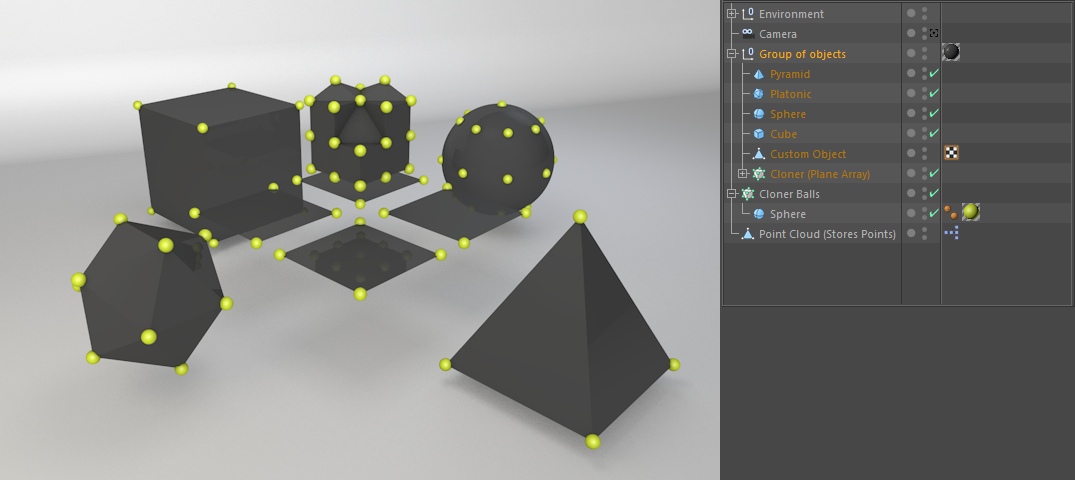 Environment
Camera
Group of objects
Pyramid
Platonic
Sphere
Cube
Custom Object
Cloner (Plane Array)
Cloner Balls
Sphere
Point Cloud (Stores Points)